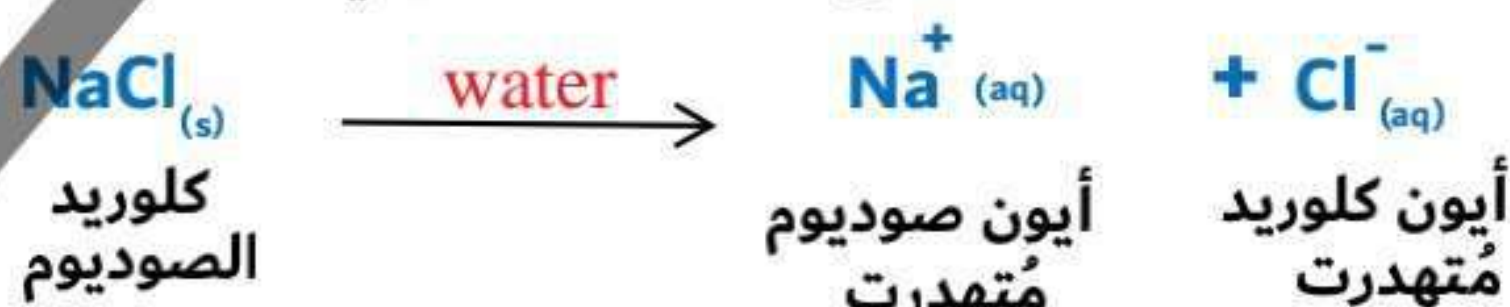 NaCl(s) water Na+ (aq) + Cl- (aq)
كلوريد أيون صوديوم أيون كلوريد
الصوديوم مُتهدرت مُتهدرت